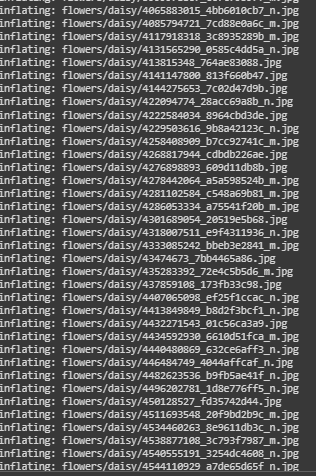 inflating: flowers/daisy/4065883015_4bb6010cb7_n.jpg
inflating: flowers/daisy/4085794721_7cd88e0a6c_m.jpg
inflating: flowers/daisy/4117918318_3c8935289b_m.jpg
inflating: flowers/daisy/4131565290_0585c4dd5a_n.jpg
inflating: flowers/daisy/413815348_764ae83088.jpg
inflating: flowers/daisy/4141147800_813f660b47.jpg
inflating: flowers/daisy/4144275653_7c02d47d9b.jpg
inflating: flowers/daisy/422094774_28acc69a8b_n.jpg
inflating: flowers/daisy/4222584034_8964cbd3de.jpg
inflating: flowers/daisy/4229503616_9b8a42123c_n.jpg
inflating: flowers/daisy/4258408909_b7cc92741c_m.jpg
inflating: flowers/daisy/4268817944_cdbdb226ae.jpg
inflating: flowers/daisy/4276898893_609d11db8b.jpg
inflating: flowers/daisy/4278442064_a5a598524b_m.jpg
inflating: flowers/daisy/4281102584_c548a69b81_m.jpg
inflating: flowers/daisy/4286053334_a75541f20b_m.jpg
inflating: flowers/daisy/4301689054_20519e5b68.jpg
inflating: flowers/daisy/4318007511_e9f4311936_n.jpg
inflating: flowers/daisy/4333085242_bbeb3e2841_m.jpg
inflating: flowers/daisy/43474673_7bb4465a86.jpg
inflating: flowers/daisy/435283392_72e4c5b5d6_m.jpg
inflating: flowers/daisy/437859108_173fb33c98.jpg
inflating: flowers/daisy/4407065098_ef25f1ccac_n.jpg
inflating: flowers/daisy/4413849849_b8d2f3bcf1_n.jpg
inflating: flowers/daisy/4432271543_01c56ca3a9.jpg
inflating: flowers/daisy/4434592930_6610d51fca_m.jpg
inflating: flowers/daisy/4440480869_632ce6aff3_n.jpg
inflating: flowers/daisy/446484749_4044affcaf_n.jpg
inflating: flowers/daisy/4482623536_b9fb5ae41f_n.jpg
inflating: flowers/daisy/4496202781_1d8e776ff5_n.jpg
inflating: flowers/daisy/450128527_fd35742d44.jpg
inflating: flowers/daisy/4511693548_20f9bd2b9c_m.jpg
inflating: flowers/daisy/4534460263_8e9611db3c_n.jpg
inflating: flowers/daisy/4538877108_3c793f7987_m.jpg
inflating: flowers/daisy/4540555191_3254dc4608_n.jpg
inflating: flowers/daisy/4544110929_a7de65d65f_n.jpg